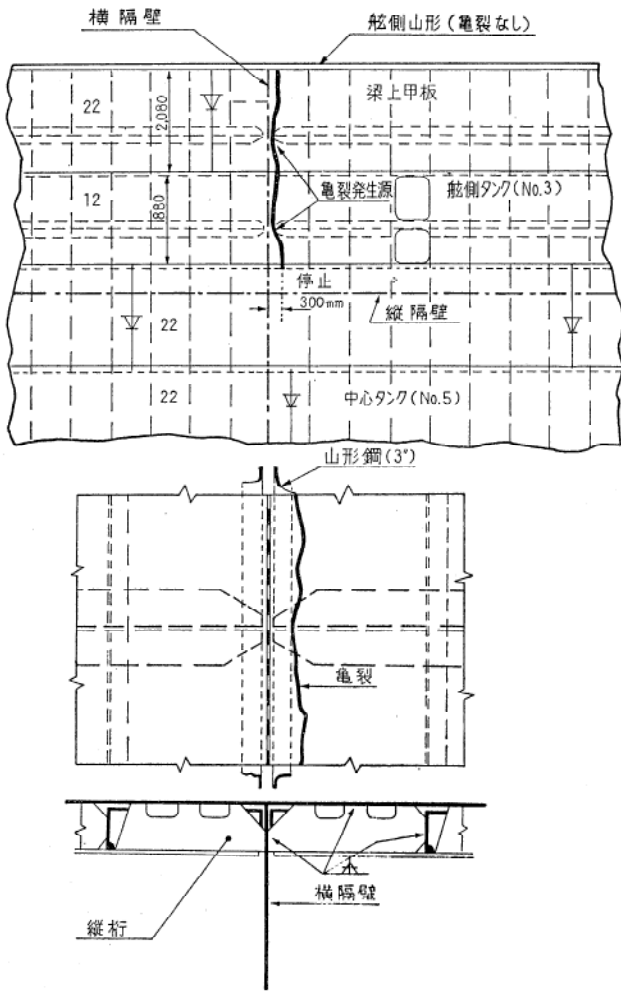 横隔壁
舷側山形(亀裂なし)
22
2,080
梁上甲板
12
,880
亀裂発生源
舷側タンク(No.3)
停止
300mm
縦隔壁
22
22
中心タンク(No.5)
山形鋼(3")
亀裂
横隔壁
縦桁